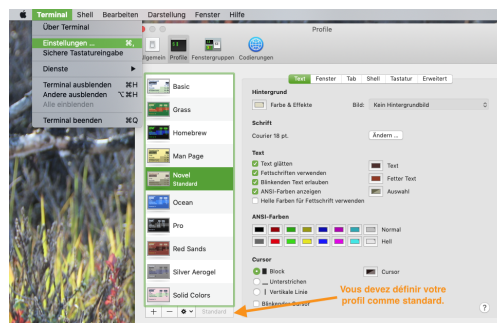 Terminal Shell Bearbeiten Darstellung Fenster Hilfe
Über Terminal
Einstellungen ... ⌘,
Sichere Tastatureingabe
Dienste
Terminal ausblenden ⌘H
Andere ausblenden ⌥⌘H
Alle einblenden
Terminal beenden ⌘Q
Profile
Profile Fenstergruppen Codierungen
Basic
Grass
Homebrew
Man Page
Novel
Standard
Ocean
Pro
Red Sands
Silver Aerogel
Solid Colors
Standard
Text Fenster Tab Shell Tastatur Erweitert
Hintergrund
Farbe & Effekte Bild: Kein Hintergrundbild
Schrift
Courier 18 pt. Ändern ...
Text
Text glätten Text
Fettschriften verwenden
Fetter Text
Blinkenden Text erlauben
ANSI-Farben anzeigen Auswahl
Helle Farben für Fettschrift verwenden
ANSI-Farben
Normal
Hell
Cursor
Block Cursor
Unterstrichen
Vertikale Linie
Blinkender Cursor
Vous devez définir votre
profil comme standard.
?